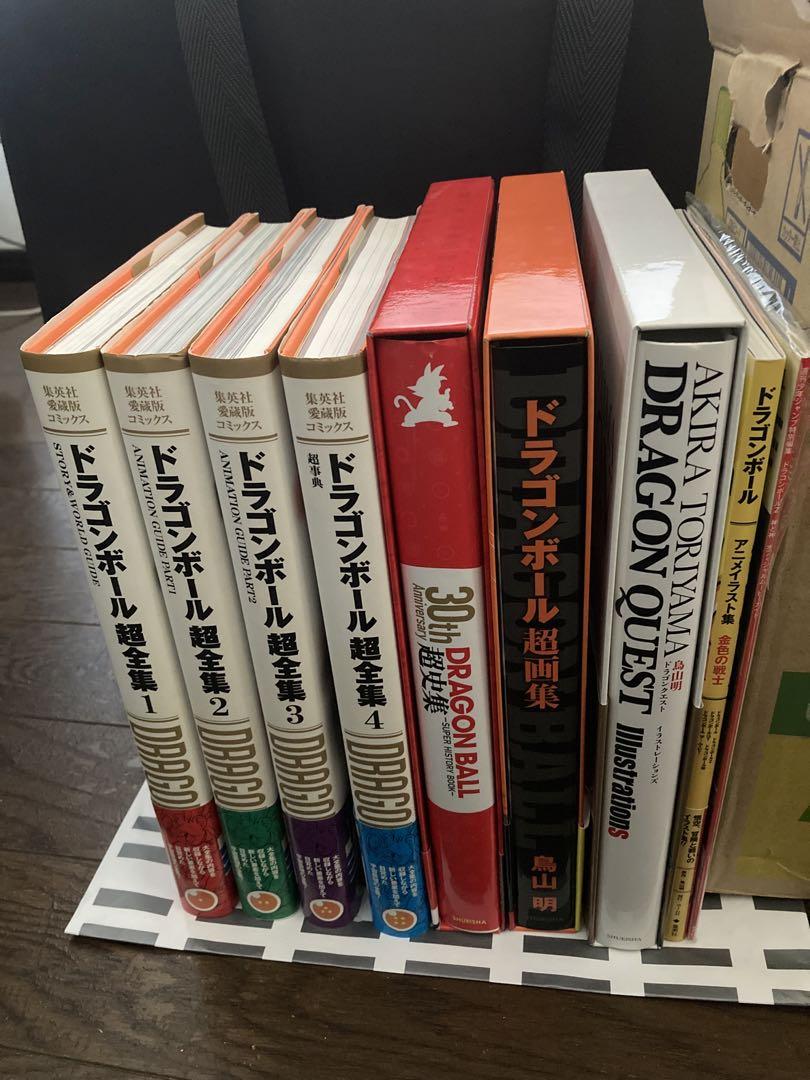 集英社
愛蔵版
コミックス
ドラゴンボール 超全集 1
STORY & WORLD GUIDE
DRAGO
集英社
愛蔵版
コミックス
ドラゴンボール 超全集 2
ANIMATION GUIDE PART1
DRAGO
集英社
愛蔵版
コミックス
ドラゴンボール 超全集 3
ANIMATION GUIDE PART2
DRAGO
集英社
愛蔵版
コミックス
ドラゴンボール 超全集 4
超事典
DRAGO
30th
Anniversary
DRAGON BALL
超史集
-SUPER HISTORY BOOK-
SHUEISHA
ドラゴンボール 超画集
鳥山 明
SHUEISHA
AKIRA TORIYAMA
DRAGON QUEST Illustrations
鳥山明
ドラゴンクエスト
イラストレーションズ
SHUEISHA
ドラゴンボール アニメイラスト集 金色の戦士